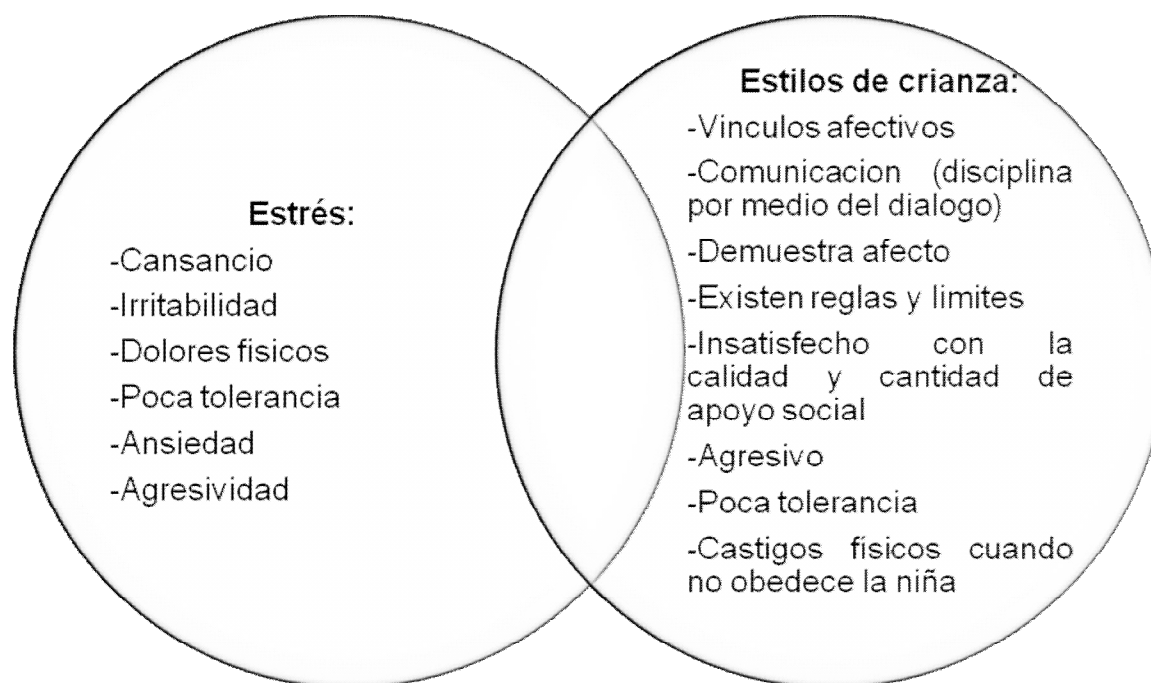 Estrés:
-Cansancio
-Irritabilidad
-Dolores fisicos
-Poca tolerancia
-Ansiedad
-Agresividad
Estilos de crianza:
-Vinculos afectivos
-Comunicacion (disciplina
por medio del dialogo)
-Demuestra afecto
-Existen reglas y limites
-Insatisfecho con la
calidad y cantidad de
apoyo social
-Agresivo
-Poca tolerancia
-Castigos físicos cuando
no obedece la niña